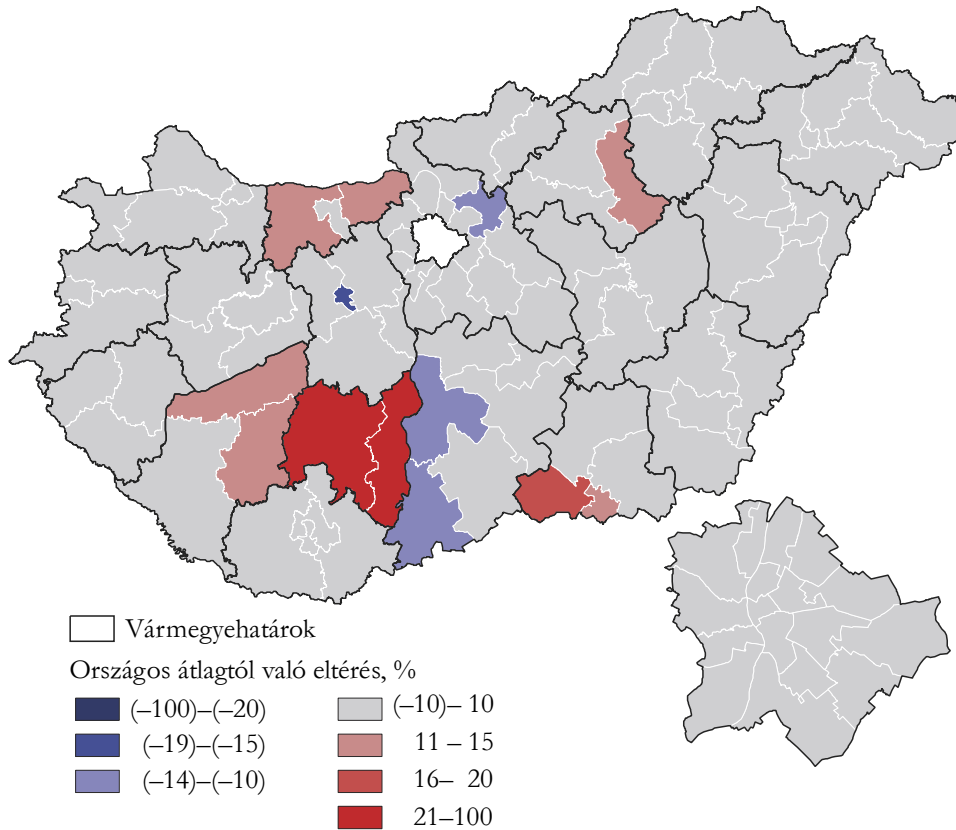 Vármegyehatárok
Országos átlagtól való eltérés, %
(–100)–(–20)
(–19)–(–15)
(–14)–(–10)
(–10)– 10
11 – 15
16– 20
21–100